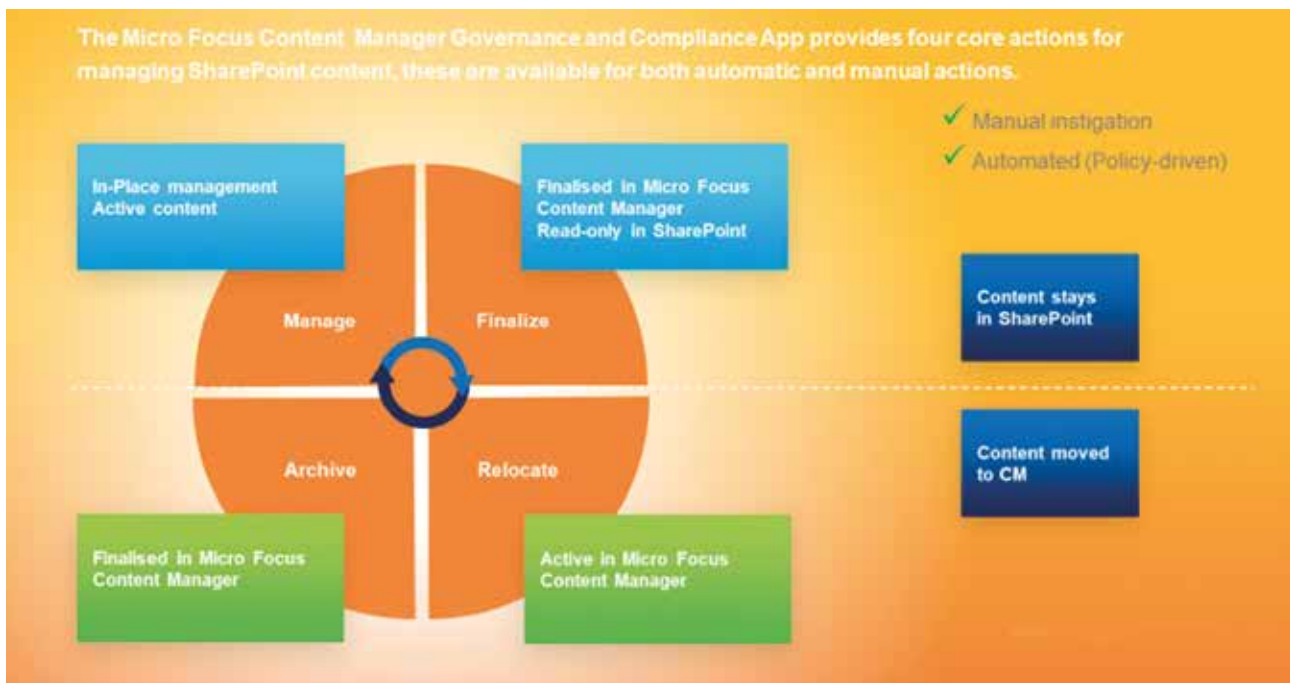 The Micro Focus Content Manager Governance and Compliance App provides four core actions for
managing SharePoint content, these are available for both automatic and manual actions.
✓ Manual instigation
✓ Automated (Policy-driven)
In-Place management
Active content
Finalised in Micro Focus
Content Manager
Read-only in SharePoint
Content stays
in SharePoint
Manage
Finalize
Archive
Relocate
Content moved
to CM
Finalised in Micro Focus
Content Manager
Active in Micro Focus
Content Manager